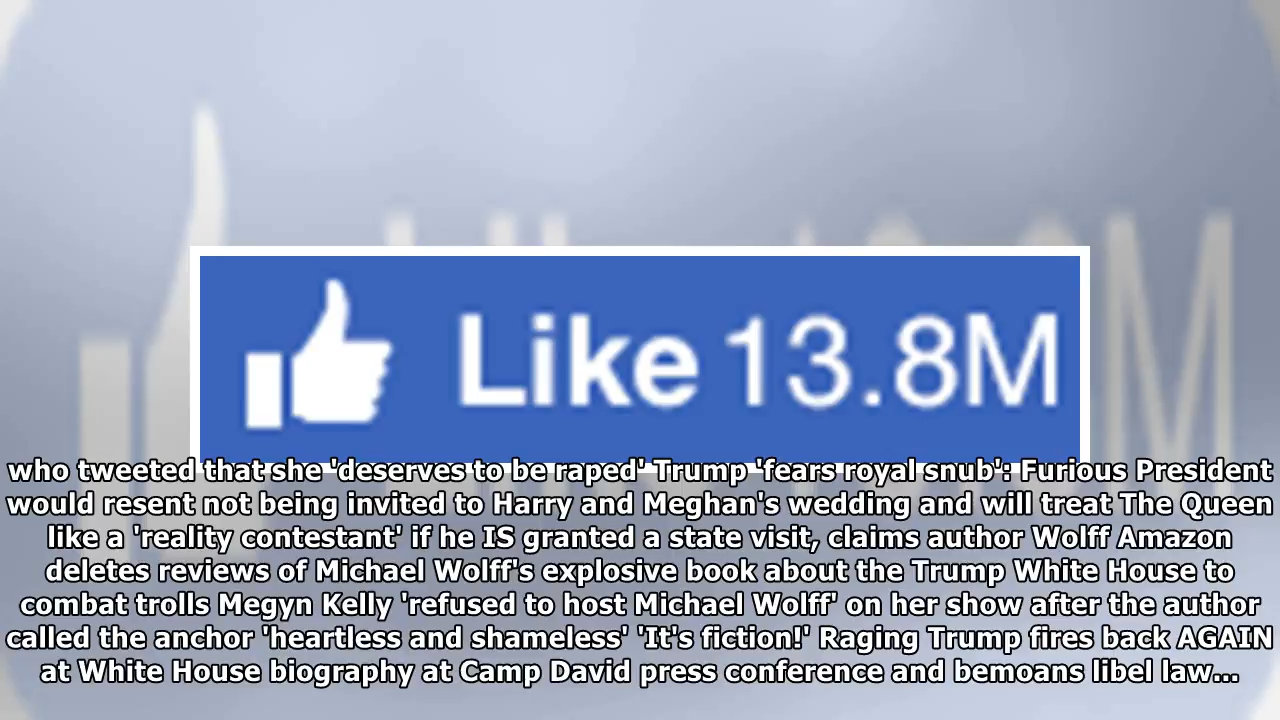 Like 13.8M
who tweeted that she 'deserves to be raped' Trump 'fears royal snub': Furious President
would resent not being invited to Harry and Meghan's wedding and will treat The Queen
like a 'reality contestant' if he IS granted a state visit, claims author Wolff Amazon
deletes reviews of Michael Wolff's explosive book about the Trump White House to
combat trolls Megyn Kelly 'refused to host Michael Wolff' on her show after the author
called the anchor 'heartless and shameless' 'It's fiction!' Raging Trump fires back AGAIN
at White House biography at Camp David press conference and bemoans libel law...